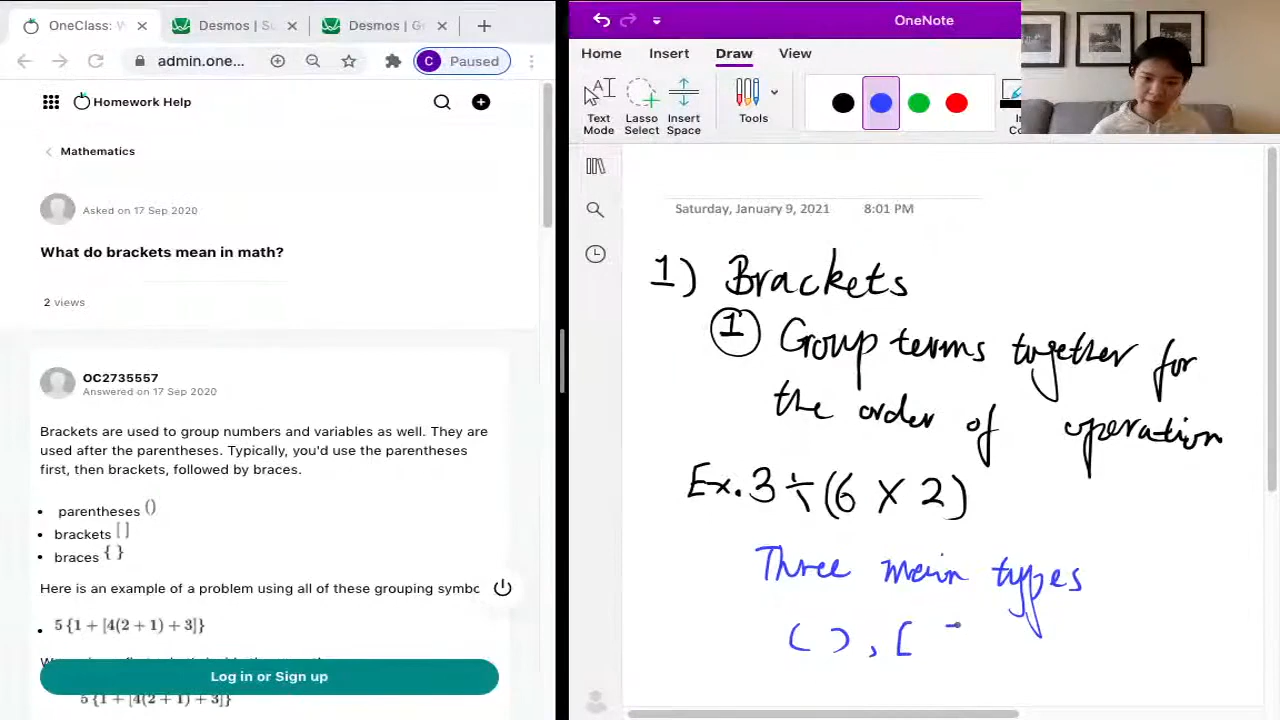 OneClass: W
Desmos | S
Desmos | G
admin.one...
C Paused
Homework Help
Mathematics
Asked on 17 Sep 2020
What do brackets mean in math?
2 views
OC2735557
Answered on 17 Sep 2020
Brackets are used to group numbers and variables as well. They are
used after the parentheses. Typically, you'd use the parentheses
first, then brackets, followed by braces.
• parentheses ()
• brackets [ ]
• braces { }
Here is an example of a problem using all of these grouping symbo
• 5 {1 + [4(2 + 1) + 3]}
Log in or Sign up
5 {1 + [4(2 + 1) + 3]}
OneNote
Home Insert Draw View
Text Mode
Lasso Select
Insert Space
Tools
Saturday, January 9, 2021 8:01 PM
1) Brackets
① Group terms together for
the order of operation
Ex. 3 ÷ (6 × 2)
Three main types
( ) , [